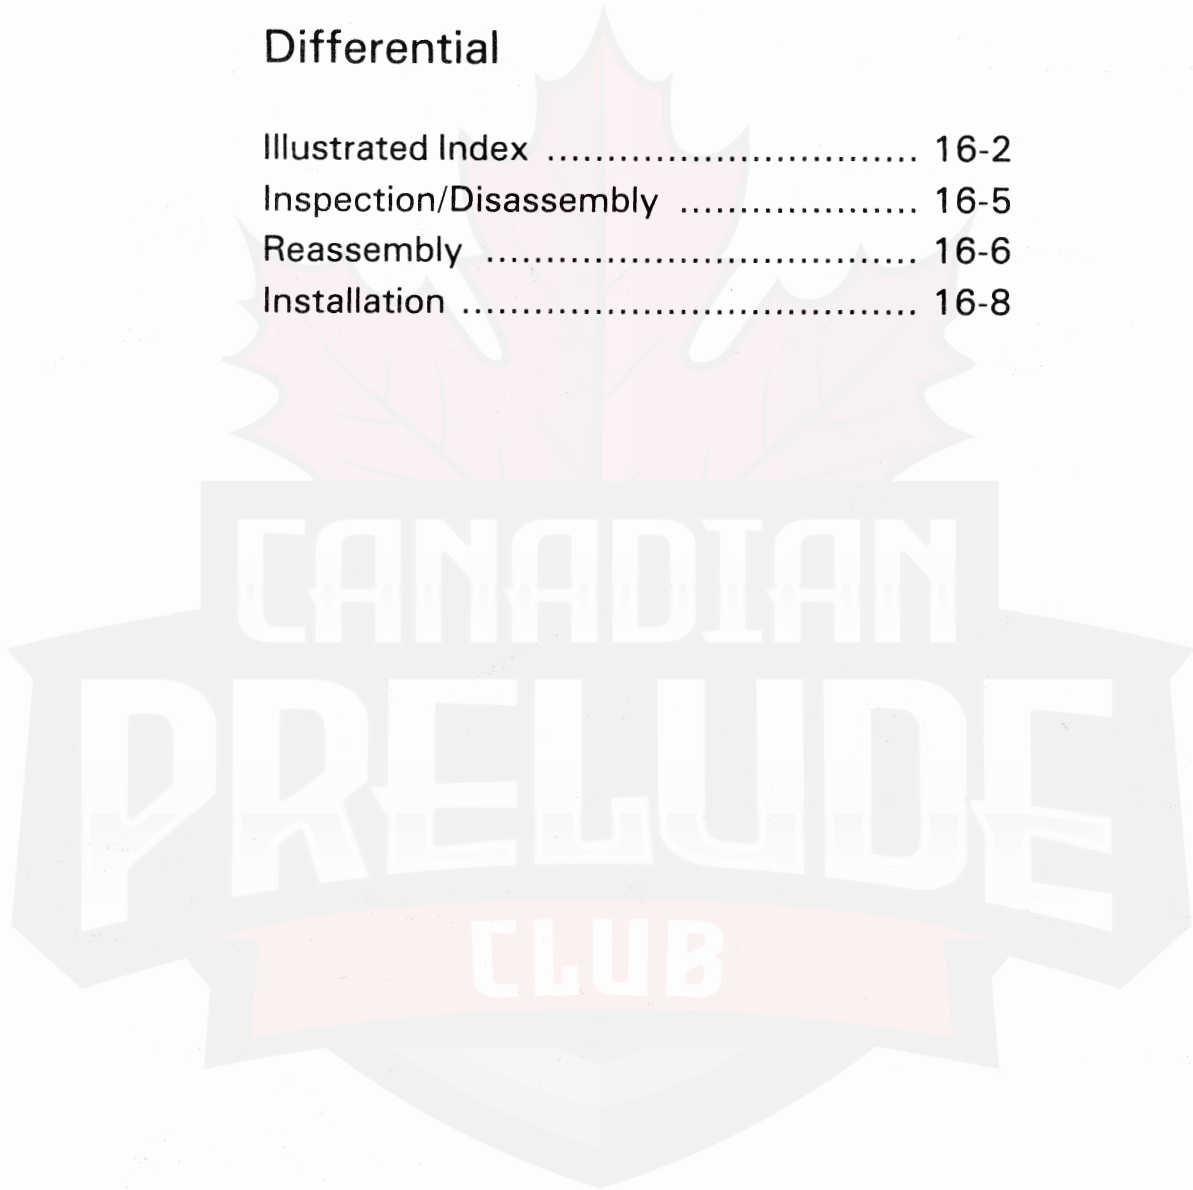 Differential
Illustrated Index ............................... 16-2
Inspection/Disassembly .................... 16-5
Reassembly .................................... 16-6
Installation ...................................... 16-8
CANADIAN
PRELUDE
CLUB